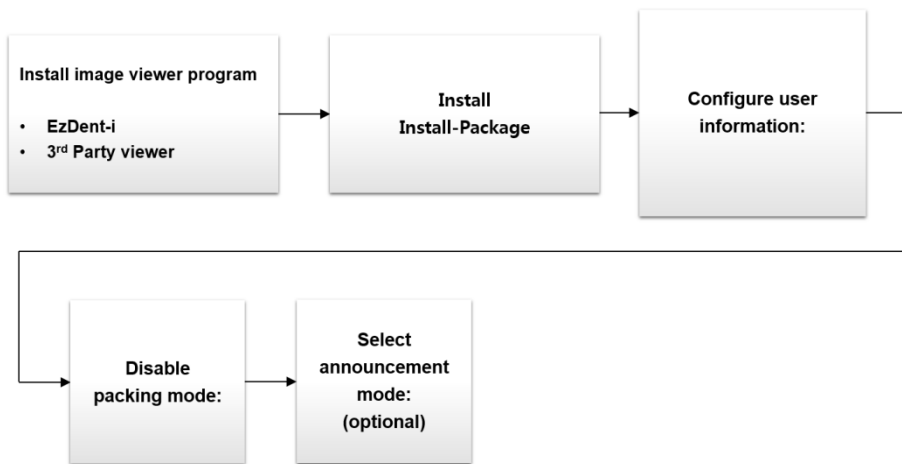 Install image viewer program
• EzDent-i
• 3rd Party viewer
Install
Install-Package
Configure user
information:
Disable
packing mode:
Select
announcement
mode:
(optional)